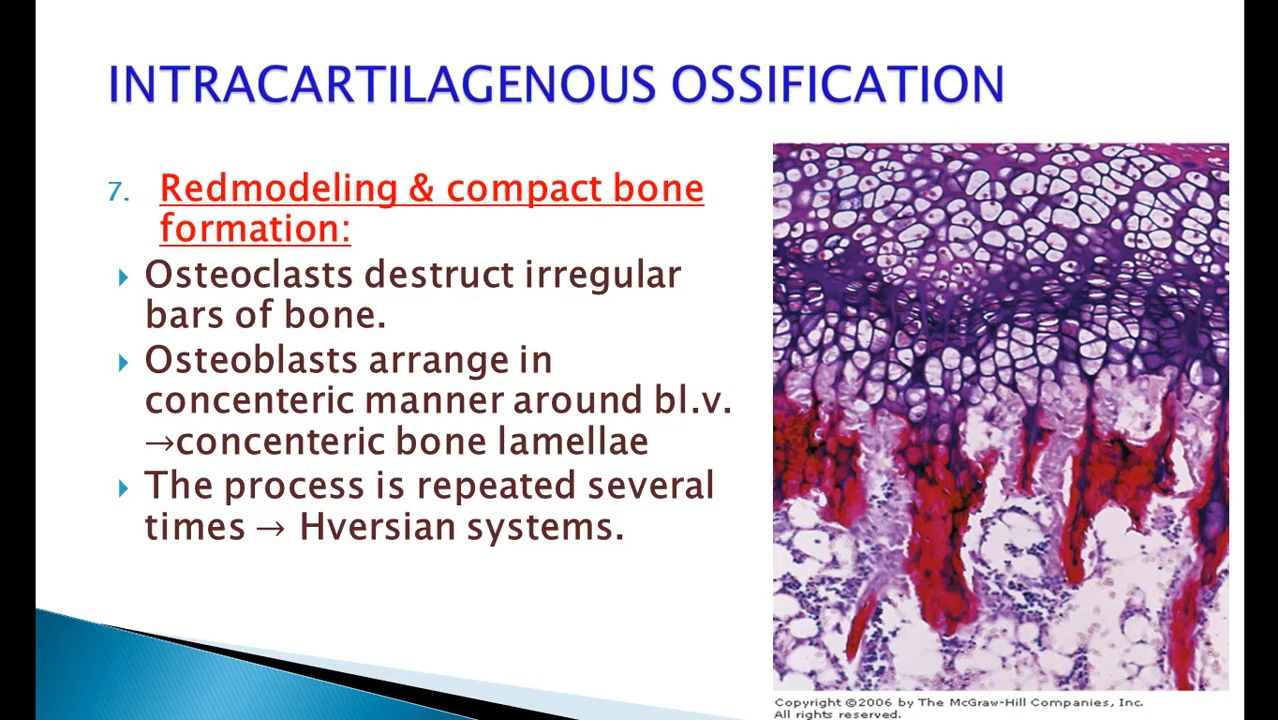 INTRACARTILAGENOUS OSSIFICATION
7. Redmodeling & compact bone
formation:
Osteoclasts destruct irregular
bars of bone.
Osteoblasts arrange in
concenteric manner around bl.v.
→concenteric bone lamellae
The process is repeated several
times → Hversian systems.
Copyright ©2006 by The McGraw-Hill Companies, Inc.
All rights reserved.